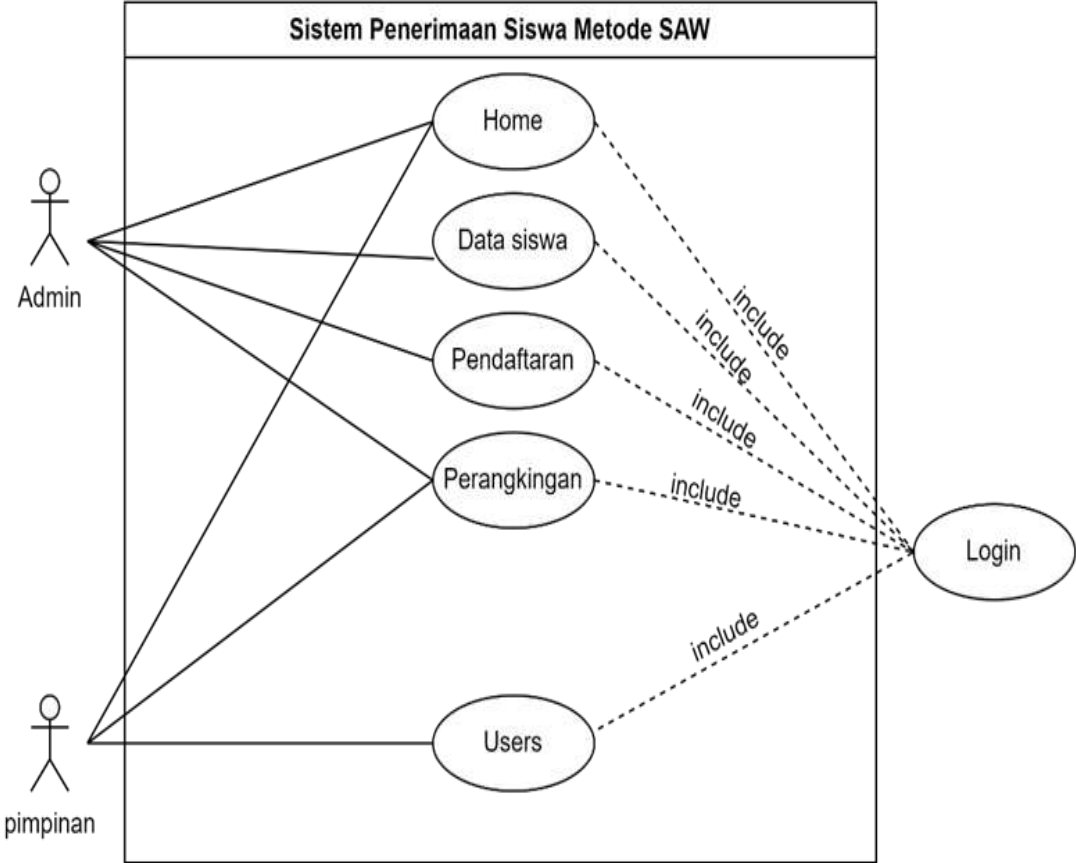 Sistem Penerimaan Siswa Metode SAW
Home
Data siswa
Pendaftaran
Perangkingan
Users
Admin
pimpinan
include
include
include
include
include
Login